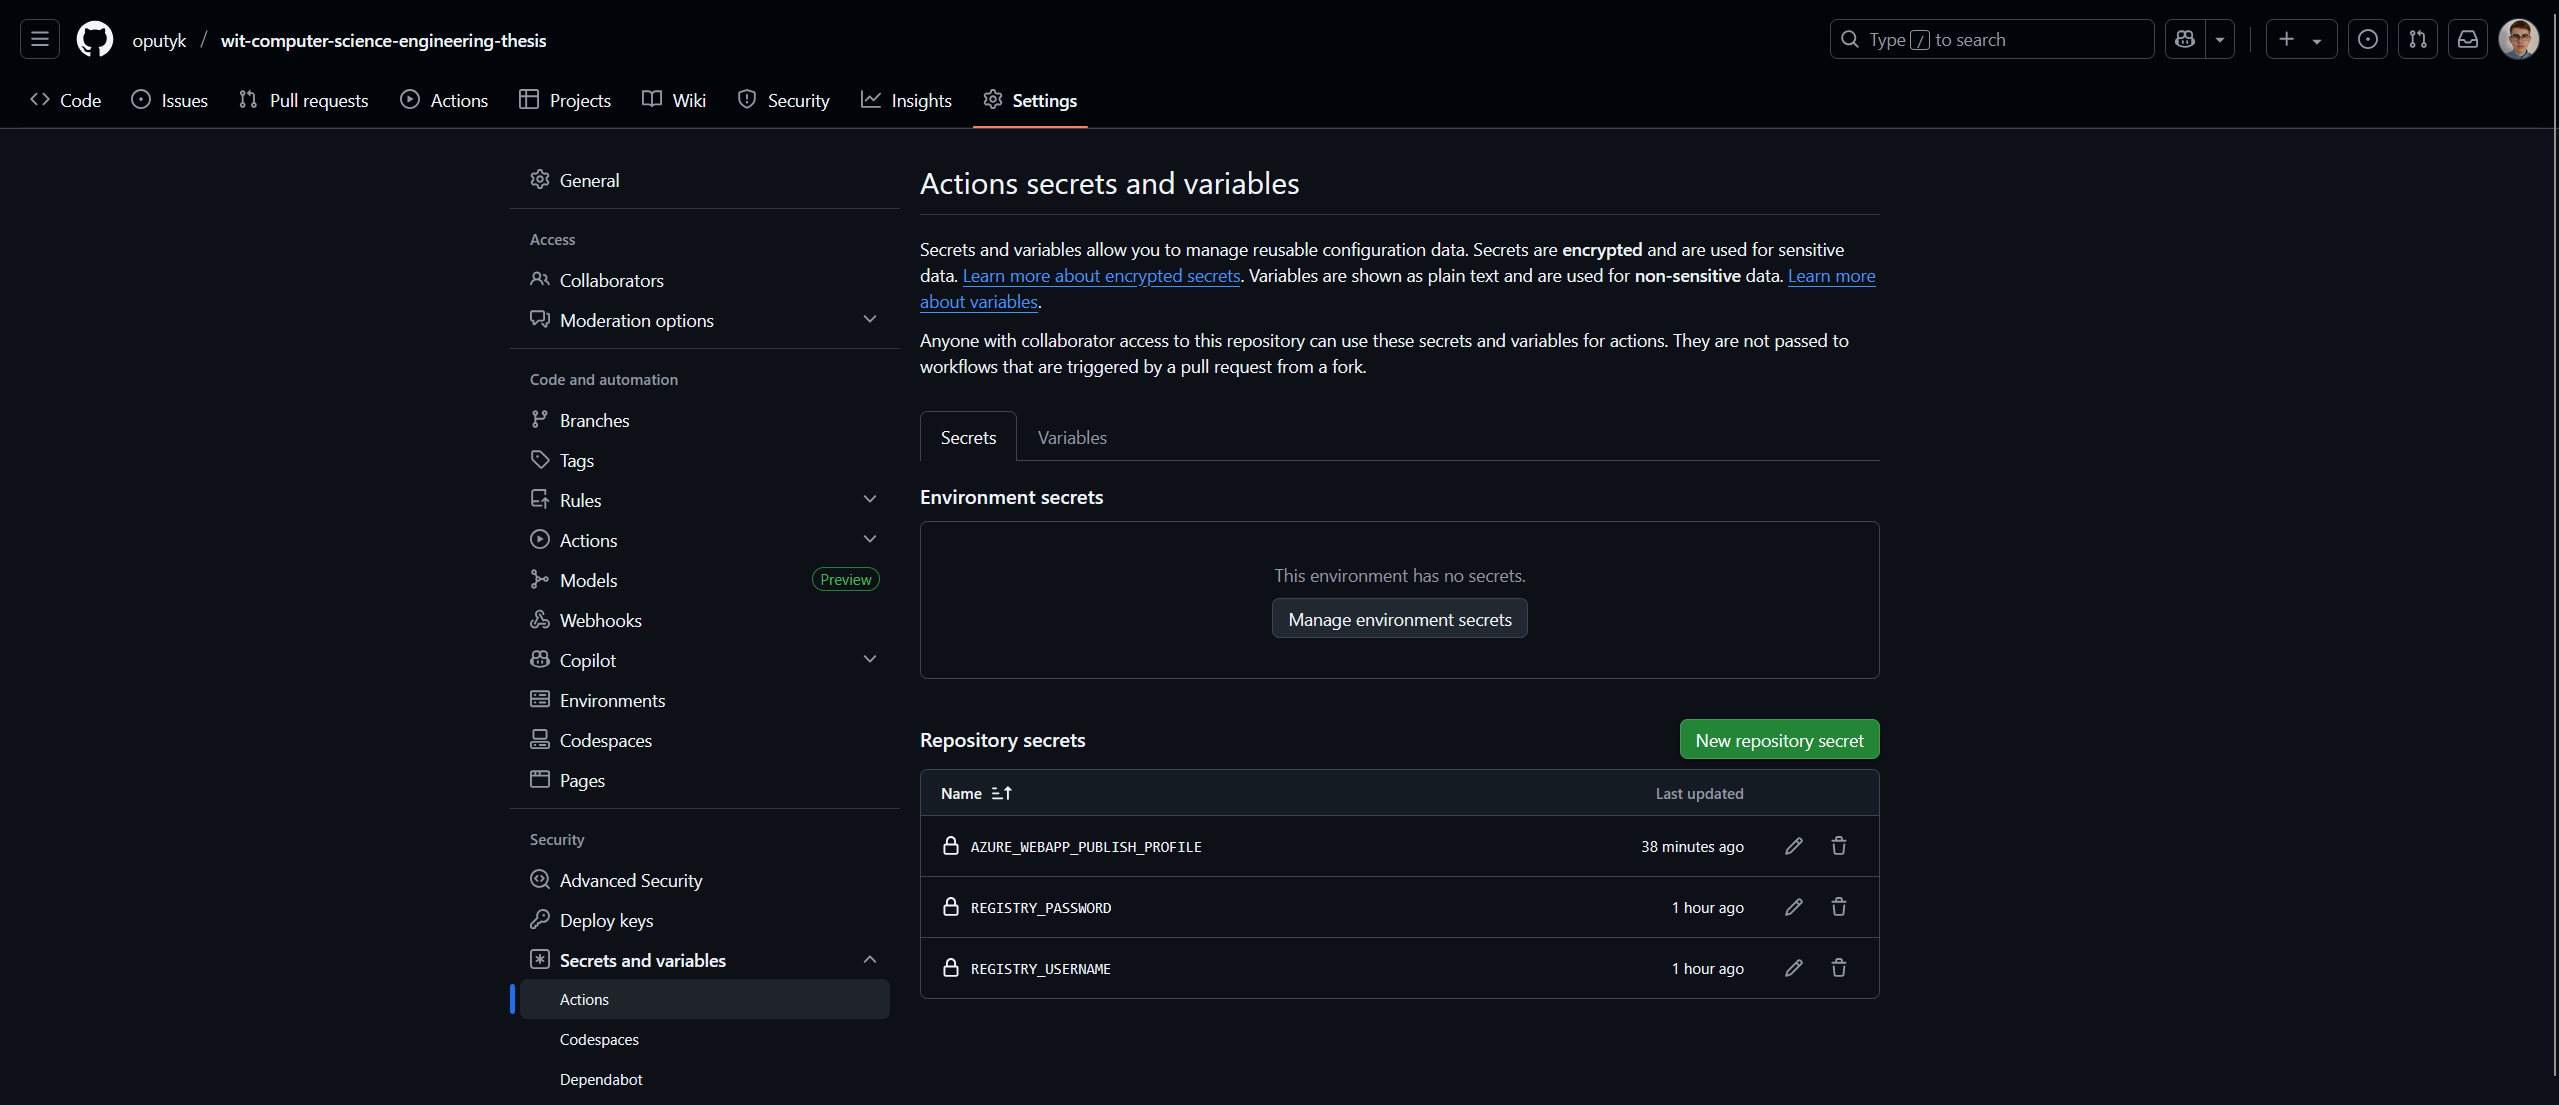 oputyk / wit-computer-science-engineering-thesis
Type / to search
Code
Issues
Pull requests
Actions
Projects
Wiki
Security
Insights
Settings
General
Access
Collaborators
Moderation options
Code and automation
Branches
Tags
Rules
Actions
Models
Preview
Webhooks
Copilot
Environments
Codespaces
Pages
Security
Advanced Security
Deploy keys
Secrets and variables
Actions
Codespaces
Dependabot
Actions secrets and variables
Secrets and variables allow you to manage reusable configuration data. Secrets are encrypted and are used for sensitive
data. Learn more about encrypted secrets. Variables are shown as plain text and are used for non-sensitive data. Learn more
about variables.
Anyone with collaborator access to this repository can use these secrets and variables for actions. They are not passed to
workflows that are triggered by a pull request from a fork.
Secrets
Variables
Environment secrets
This environment has no secrets.
Manage environment secrets
Repository secrets
New repository secret
Name
Last updated
AZURE_WEBAPP_PUBLISH_PROFILE
38 minutes ago
REGISTRY_PASSWORD
1 hour ago
REGISTRY_USERNAME
1 hour ago